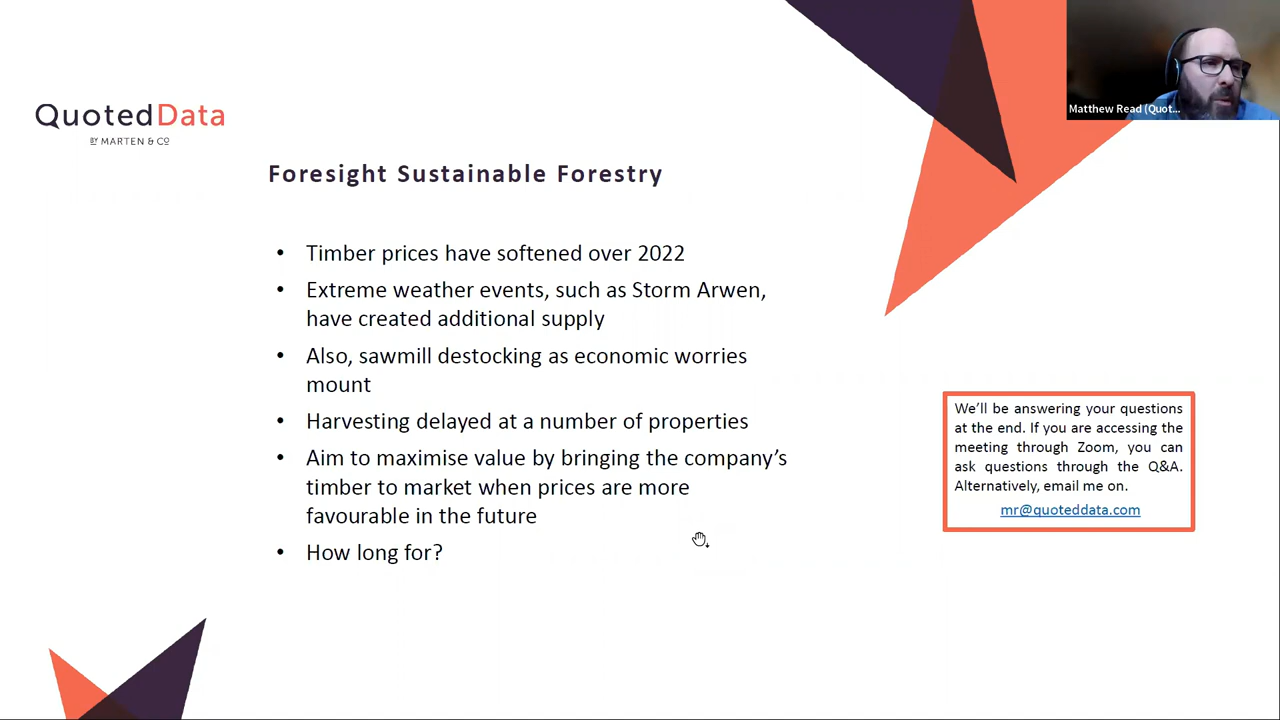 QuotedData
BY MARTEN & CO
Matthew Read (Quot...
Foresight Sustainable Forestry
• Timber prices have softened over 2022
• Extreme weather events, such as Storm Arwen,
have created additional supply
• Also, sawmill destocking as economic worries
mount
• Harvesting delayed at a number of properties
• Aim to maximise value by bringing the company's
timber to market when prices are more
favourable in the future
• How long for?
We'll be answering your questions
at the end. If you are accessing the
meeting through Zoom, you can
ask questions through the Q&A.
Alternatively, email me on.
mr@quoteddata.com